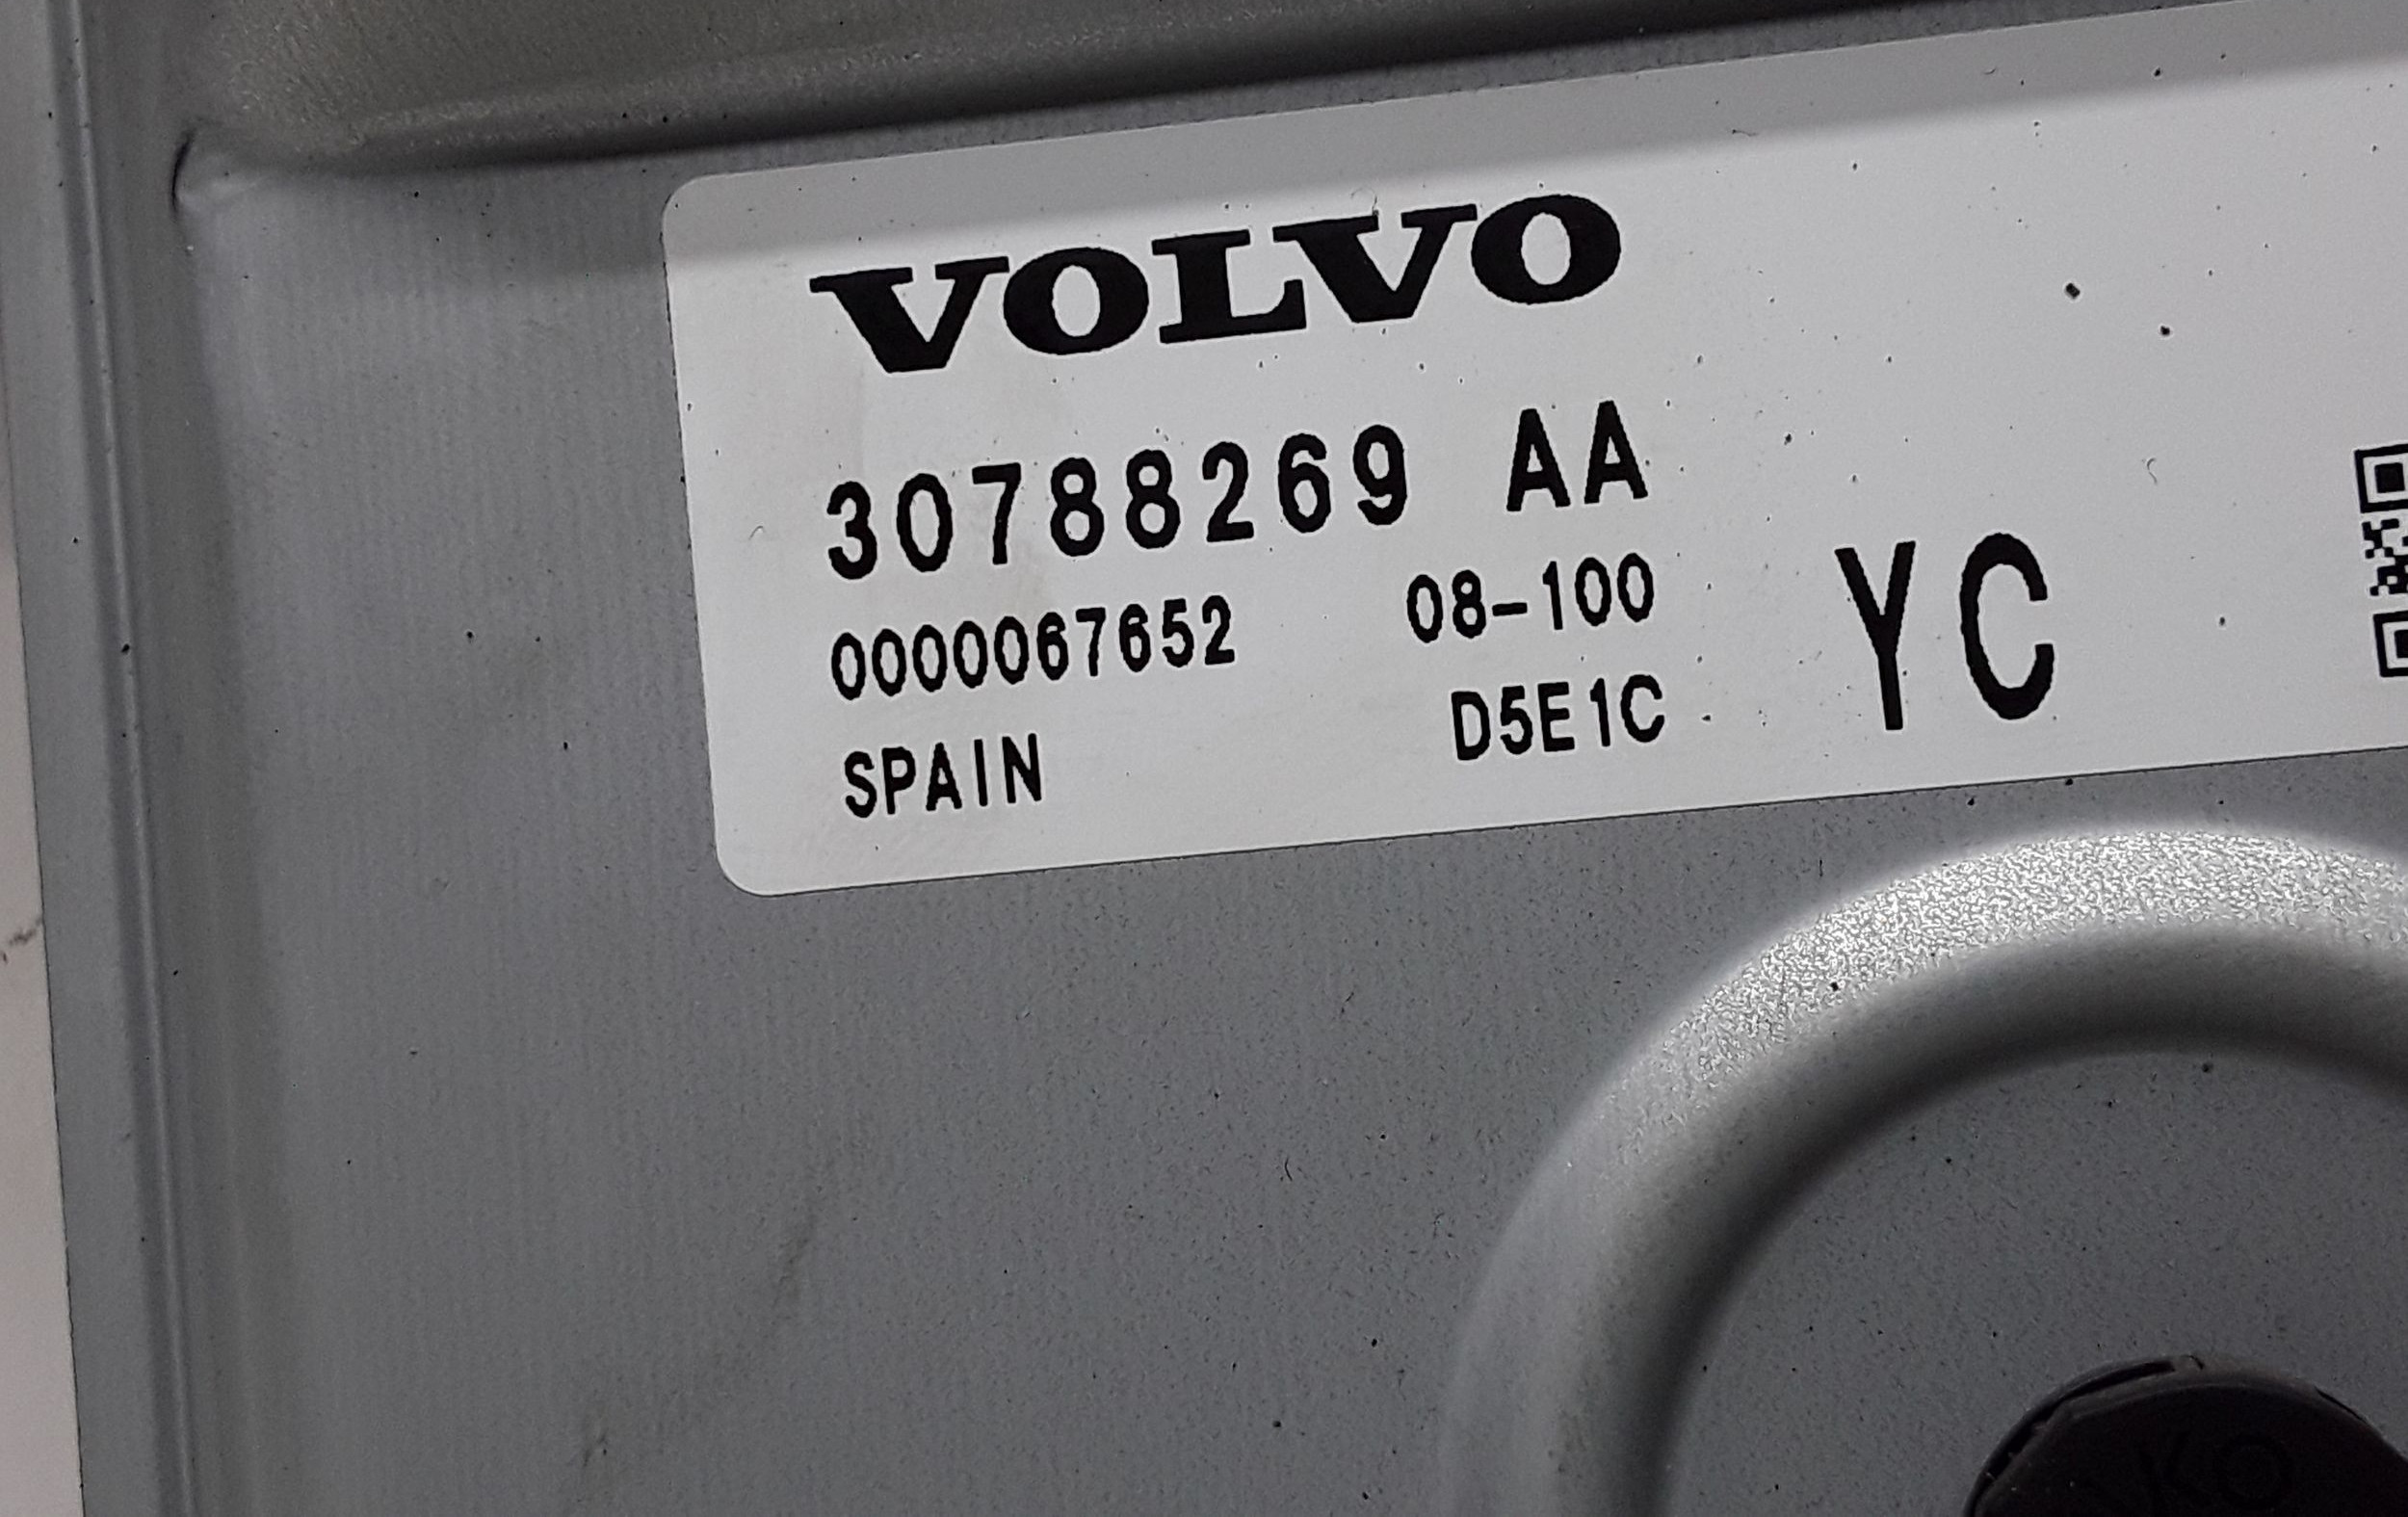 VOLVO
30788269 AA
0000067652 08-100 YC
SPAIN D5E1C